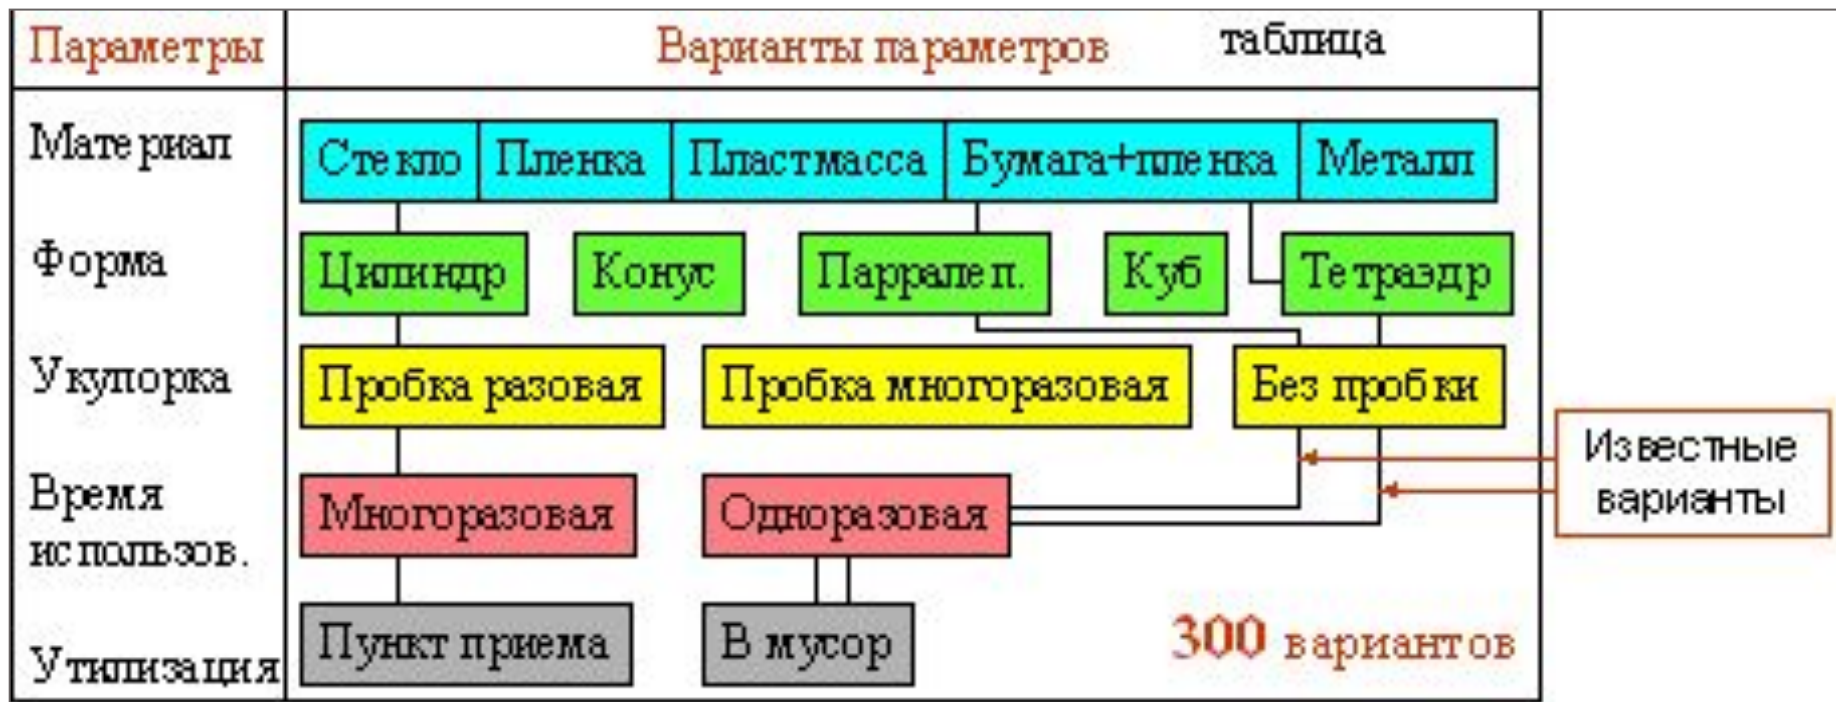 Параметры Варианты параметров таблица
Материал Стекло Пленка Пластмасса Бумага+пленка Металл
Форма Цилиндр Конус Парралеп. Куб Тетраэдр
Укупорка Пробка разовая Пробка многоразовая Без пробки
Известные
варианты
Время
использов. Многоразовая Одноразовая
Утилизация Пункт приема В мусор 300 вариантов